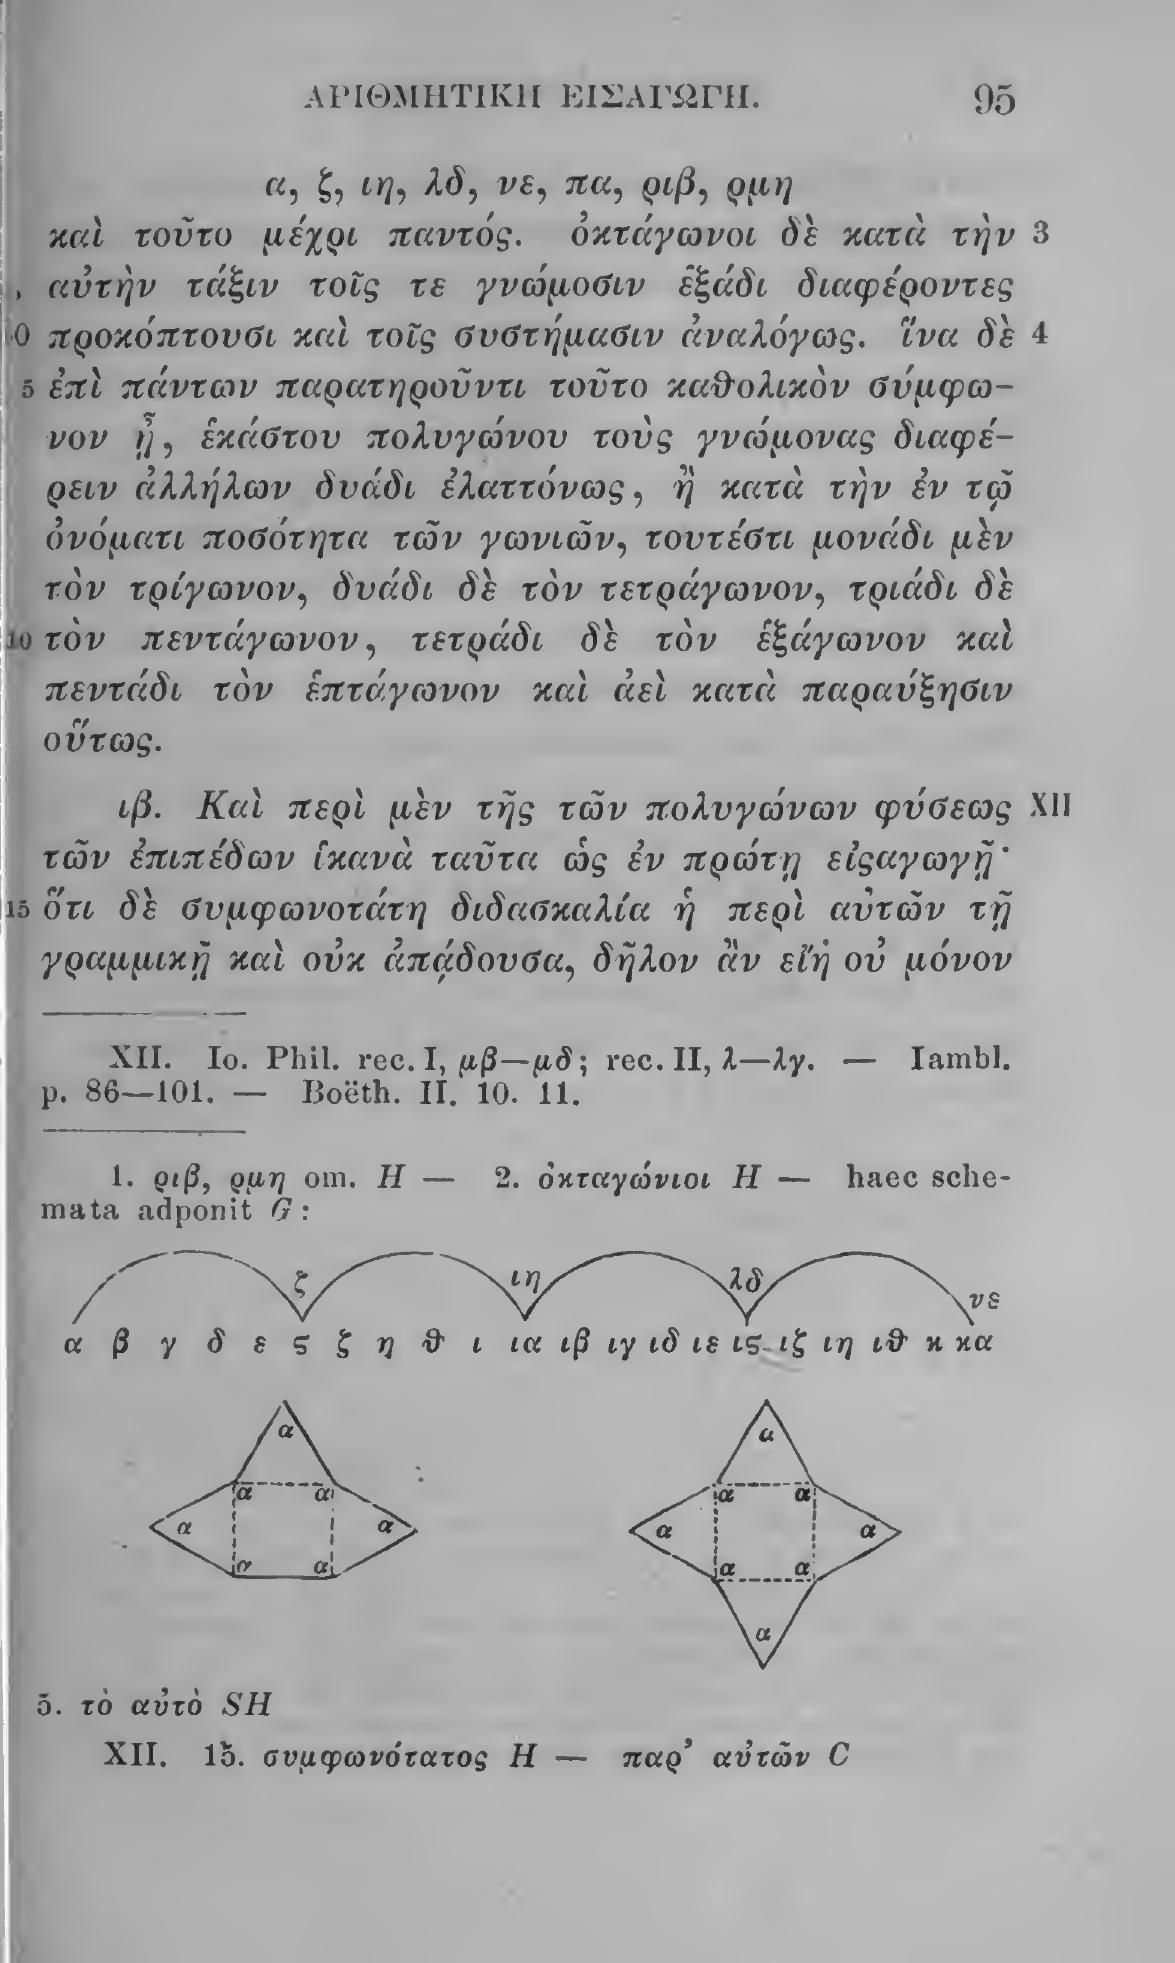 ΑΡΙΘΜΗΤΙΚΗ ΕΙΣΑΓΩΓΗ. 95
α, ζ, ιη, λδ, νε, πα, ριβ, ρμη
καὶ τοῦτο μέχρι παντός. ὀκτάγωνοι δὲ κατὰ τὴν 3
αὐτὴν τάξιν τοῖς τε γνώμοσιν ἑξάδι διαφέροντες
προκόπτουσι καὶ τοῖς συστήμασιν ἀναλόγως. ἵνα δὲ 4
5 ἐπὶ πάντων παρατηροῦντι τοῦτο καθολικὸν σύμφω-
νον ᾖ, ἑκάστου πολυγώνου τοὺς γνώμονας διαφέ-
ρειν ἀλλήλων δυάδι ἐλαττόνως, ἢ κατὰ τὴν ἐν τῷ
ὀνόματι ποσότητα τῶν γωνιῶν, τουτέστι μονάδι μὲν
τὸν τρίγωνον, δυάδι δὲ τὸν τετράγωνον, τριάδι δὲ
10 τὸν πεντάγωνον, τετράδι δὲ τὸν ἑξάγωνον καὶ
πεντάδι τὸν ἑπτάγωνον καὶ ἀεὶ κατὰ παραύξησιν
οὕτως.
ιβ. Καὶ περὶ μὲν τῆς τῶν πολυγώνων φύσεως XII
τῶν ἐπιπέδων ἱκανὰ ταῦτα ὡς ἐν πρώτῃ εἰςαγωγῇ·
15 ὅτι δὲ συμφωνοτάτη διδασκαλία ἡ περὶ αὐτῶν τῇ
γραμμικῇ καὶ οὐκ ἀπᾴδουσα, δῆλον ἂν εἴη οὐ μόνον
XII. Io. Phil. rec. I, μβ—μδ; rec. II, λ—λγ. — Iambl.
p. 86—101. — Boëth. II. 10. 11.
1. ριβ, ρμη om. H — 2. ὀκταγώνιοι H — haec sche-
mata adponit G:
ζ ιη λδ νε
α β γ δ ε ϛ ζ η θ ι ια ιβ ιγ ιδ ιε ιϛ ιζ ιη ιθ κ κα
α α
α α α α
α α α α
α α α α
α
5. τὸ αὐτὸ SH
XII. 15. συμφωνότατος H — παρ' αὐτῶν C